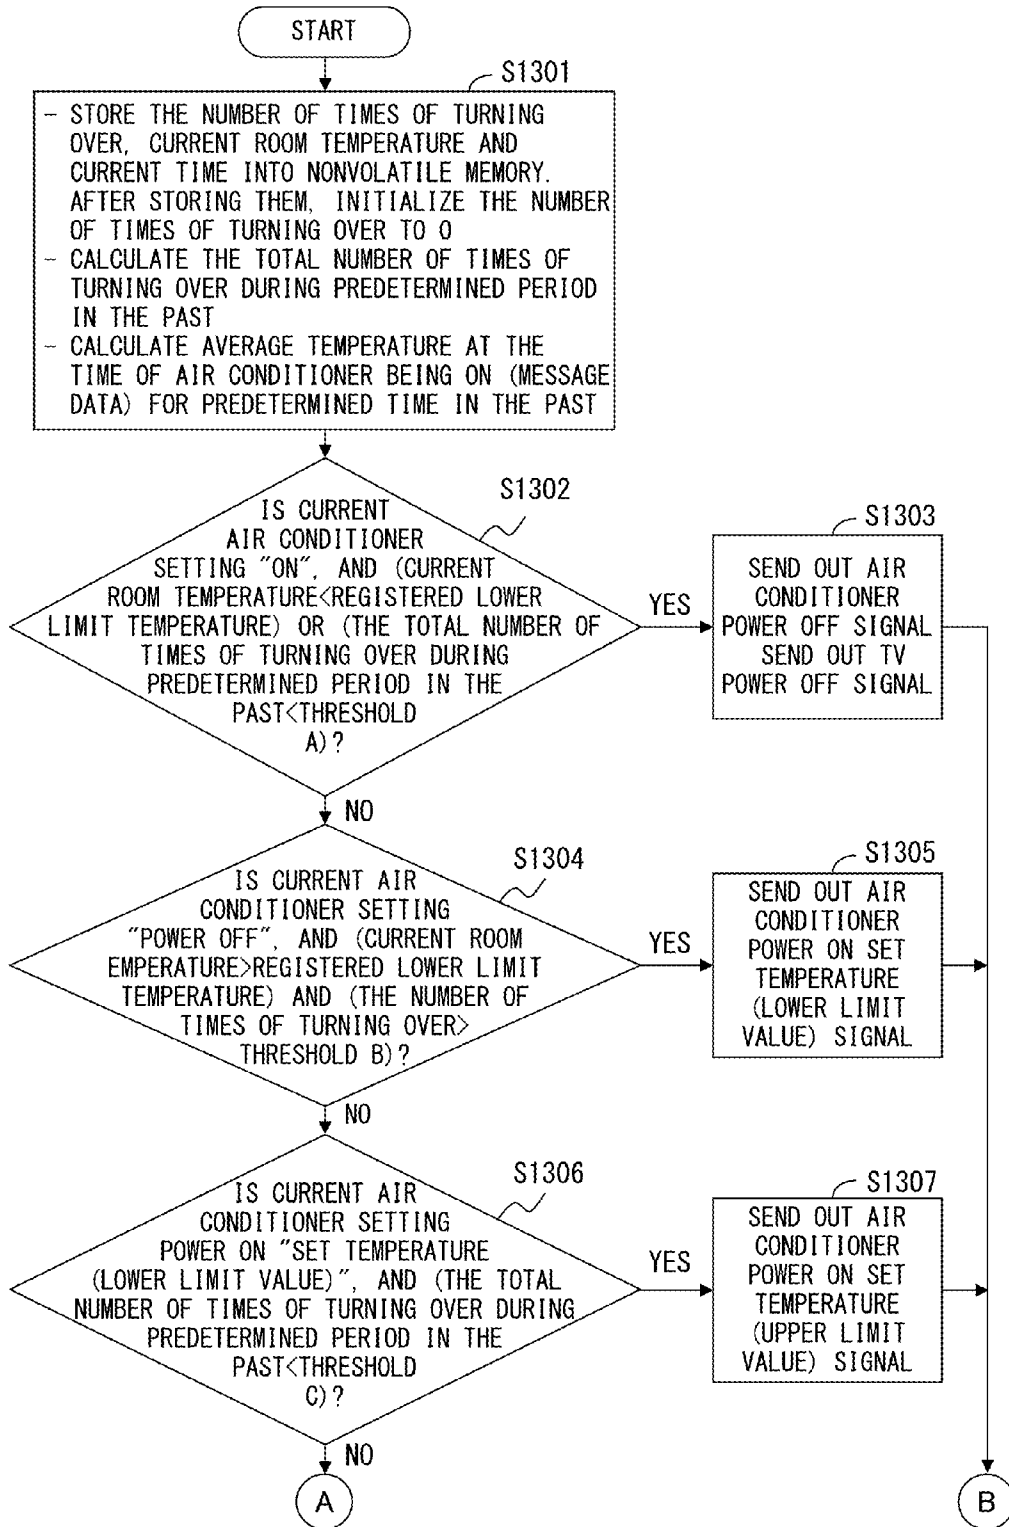 START
S1301
- STORE THE NUMBER OF TIMES OF TURNING
OVER, CURRENT ROOM TEMPERATURE AND
CURRENT TIME INTO NONVOLATILE MEMORY.
AFTER STORING THEM, INITIALIZE THE NUMBER
OF TIMES OF TURNING OVER TO 0
- CALCULATE THE TOTAL NUMBER OF TIMES OF
TURNING OVER DURING PREDETERMINED PERIOD
IN THE PAST
- CALCULATE AVERAGE TEMPERATURE AT THE
TIME OF AIR CONDITIONER BEING ON (MESSAGE
DATA) FOR PREDETERMINED TIME IN THE PAST
S1302
IS CURRENT
AIR CONDITIONER
SETTING "ON", AND (CURRENT
ROOM TEMPERATURE<REGISTERED LOWER
LIMIT TEMPERATURE) OR (THE TOTAL NUMBER OF
TIMES OF TURNING OVER DURING
PREDETERMINED PERIOD IN THE
PAST<THRESHOLD
A)?
YES
S1303
SEND OUT AIR
CONDITIONER
POWER OFF SIGNAL
SEND OUT TV
POWER OFF SIGNAL
NO
S1304
IS CURRENT AIR
CONDITIONER SETTING
"POWER OFF", AND (CURRENT ROOM
EMPERATURE>REGISTERED LOWER LIMIT
TEMPERATURE) AND (THE NUMBER OF
TIMES OF TURNING OVER>
THRESHOLD B)?
YES
S1305
SEND OUT AIR
CONDITIONER
POWER ON SET
TEMPERATURE
(LOWER LIMIT
VALUE) SIGNAL
NO
S1306
IS CURRENT AIR
CONDITIONER SETTING
POWER ON "SET TEMPERATURE
(LOWER LIMIT VALUE)", AND (THE TOTAL
NUMBER OF TIMES OF TURNING OVER DURING
PREDETERMINED PERIOD IN THE
PAST<THRESHOLD
C)?
YES
S1307
SEND OUT AIR
CONDITIONER
POWER ON SET
TEMPERATURE
(UPPER LIMIT
VALUE) SIGNAL
NO
A
B